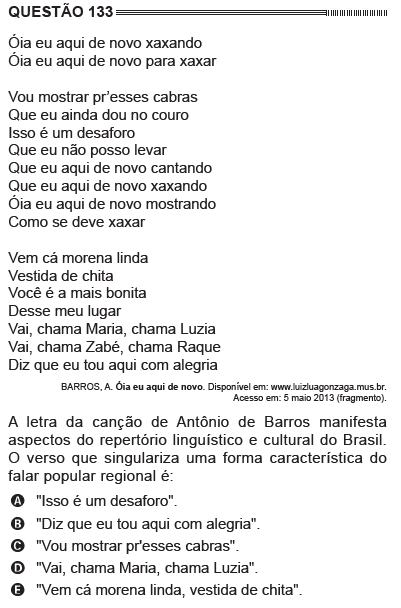 QUESTÃO 133
Óia eu aqui de novo xaxando
Óia eu aqui de novo para xaxar
Vou mostrar pr'esses cabras
Que eu ainda dou no couro
Isso é um desaforo
Que eu não posso levar
Que eu aqui de novo cantando
Que eu aqui de novo xaxando
Óia eu aqui de novo mostrando
Como se deve xaxar
Vem cá morena linda
Vestida de chita
Você é a mais bonita
Desse meu lugar
Vai, chama Maria, chama Luzia
Vai, chama Zabé, chama Raque
Diz que eu tou aqui com alegria
BARROS, A. Óia eu aqui de novo. Disponível em: www.luizluagonzaga.mus.br.
Acesso em: 5 maio 2013 (fragmento).
A letra da canção de Antônio de Barros manifesta
aspectos do repertório linguístico e cultural do Brasil.
O verso que singulariza uma forma característica do
falar popular regional é:
A "Isso é um desaforo".
B "Diz que eu tou aqui com alegria".
C "Vou mostrar pr'esses cabras".
D "Vai, chama Maria, chama Luzia".
E "Vem cá morena linda, vestida de chita".